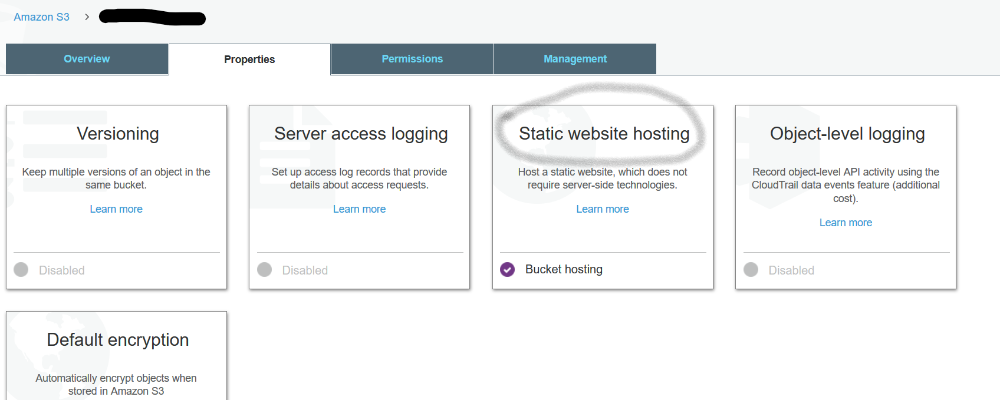 Amazon S3 >
Overview
Properties
Permissions
Management
Versioning
Keep multiple versions of an object in the
same bucket.
Learn more
Disabled
Server access logging
Set up access log records that provide
details about access requests.
Learn more
Disabled
Static website hosting
Host a static website, which does not
require server-side technologies.
Learn more
Bucket hosting
Object-level logging
Record object-level API activity using the
CloudTrail data events feature (additional
cost).
Learn more
Disabled
Default encryption
Automatically encrypt objects when
stored in Amazon S3